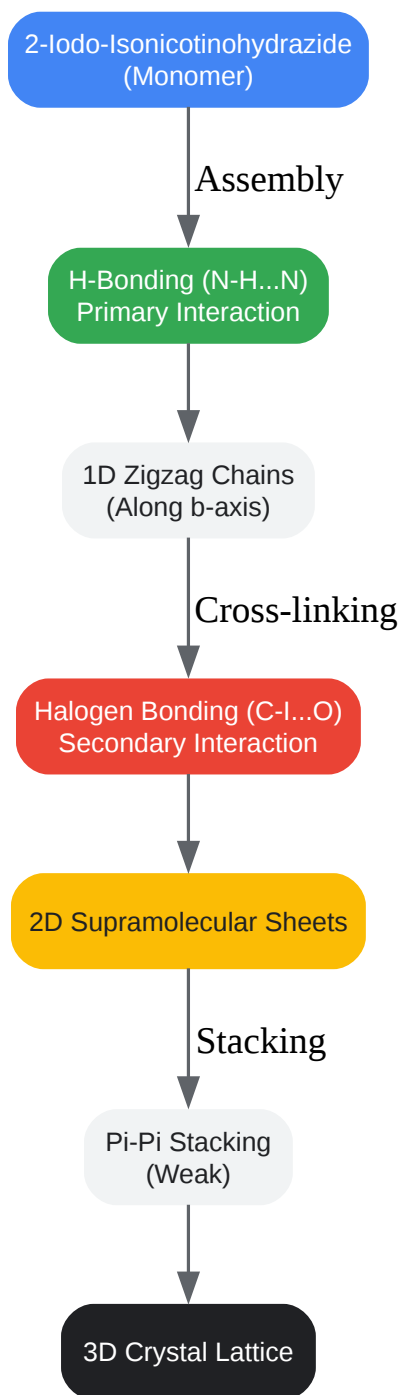 2-Iodo-Isonicotinohydrazide
(Monomer)
Assembly
H-Bonding (N-H...N)
Primary Interaction
1D Zigzag Chains
(Along b-axis)
Cross-linking
Halogen Bonding (C-I...O)
Secondary Interaction
2D Supramolecular Sheets
Stacking
Pi-Pi Stacking
(Weak)
3D Crystal Lattice